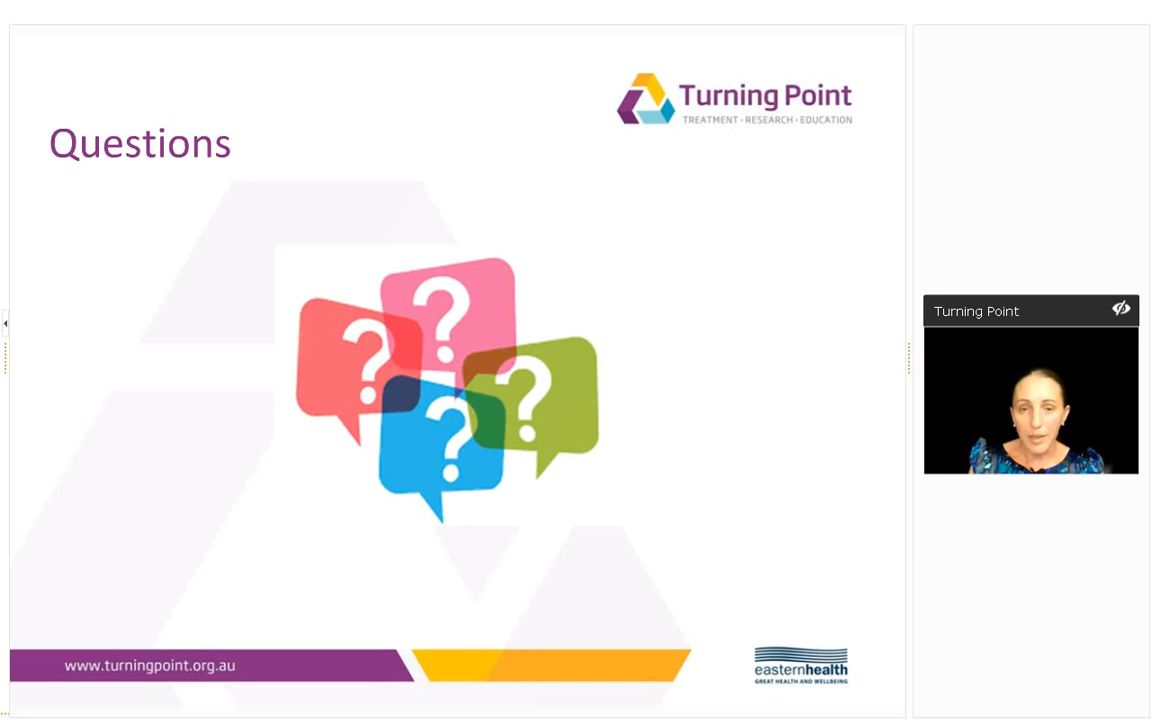 Turning Point
TREATMENT • RESEARCH • EDUCATION
Questions
?
?
?
?
www.turningpoint.org.au
easternhealth
GREAT HEALTH AND WELLBEING
Turning Point